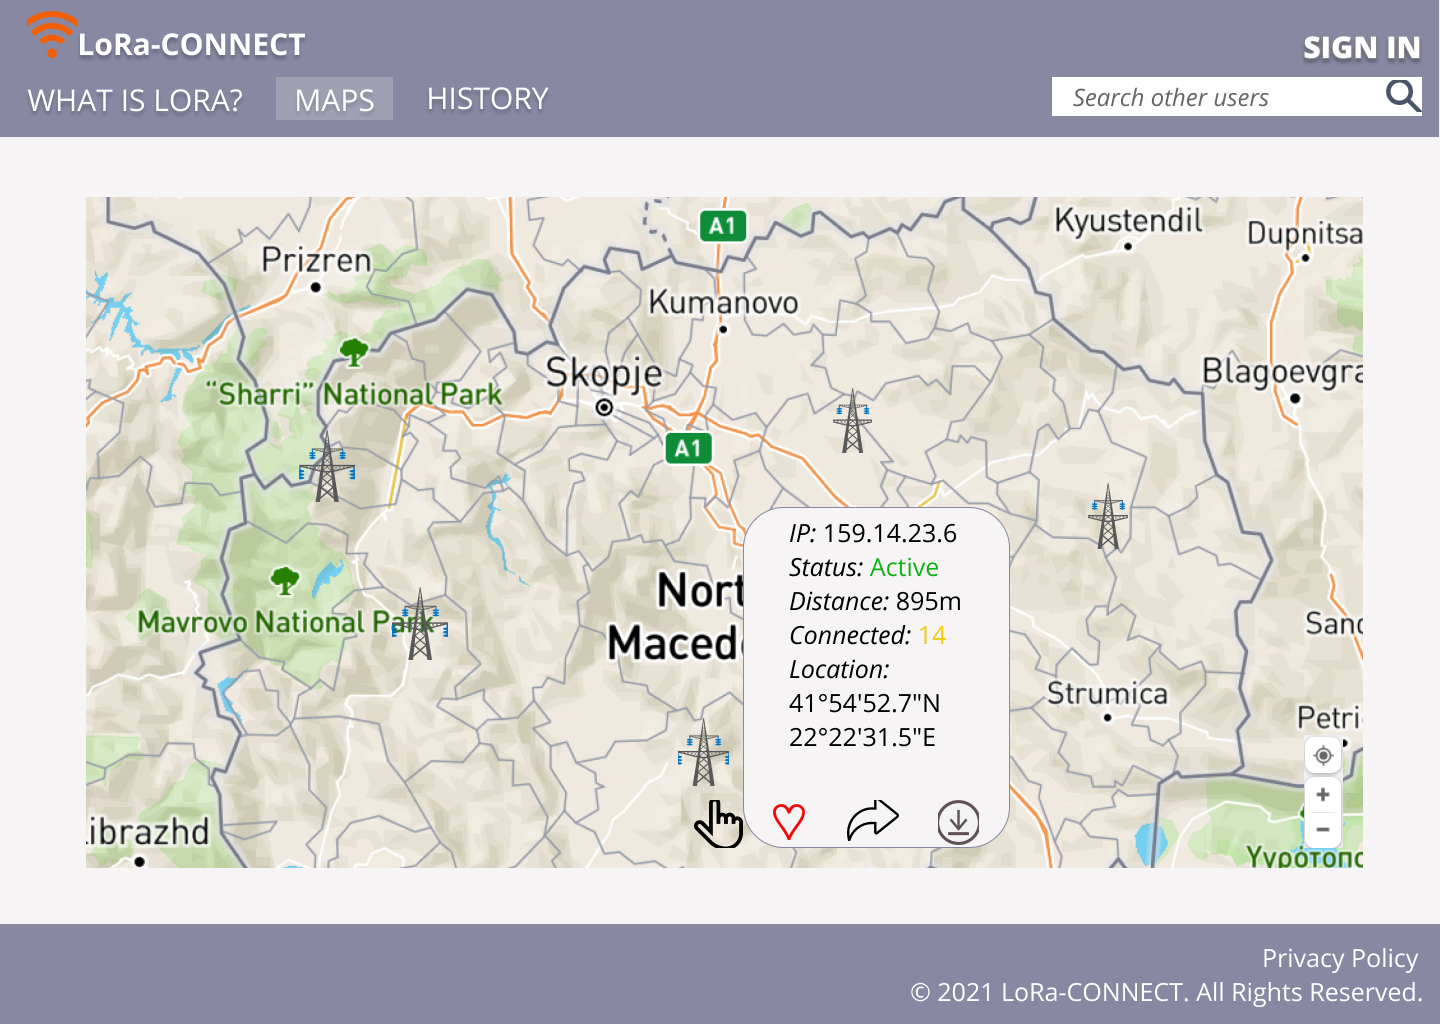 LoRa-CONNECT
SIGN IN
WHAT IS LORA?
MAPS
HISTORY
Search other users
A1
Kyustendil
Dupnitsa
Prizren
Kumanovo
Skopje
Blagoevgra
“Sharri” National Park
A1
IP: 159.14.23.6
Status: Active
Distance: 895m
Connected: 14
Location:
41°54'52.7"N
22°22'31.5"E
Nort
Maced
Mavrovo National Park
Sand
Strumica
Petri
ibrazhd
Υγρότοπο
Privacy Policy
© 2021 LoRa-CONNECT. All Rights Reserved.